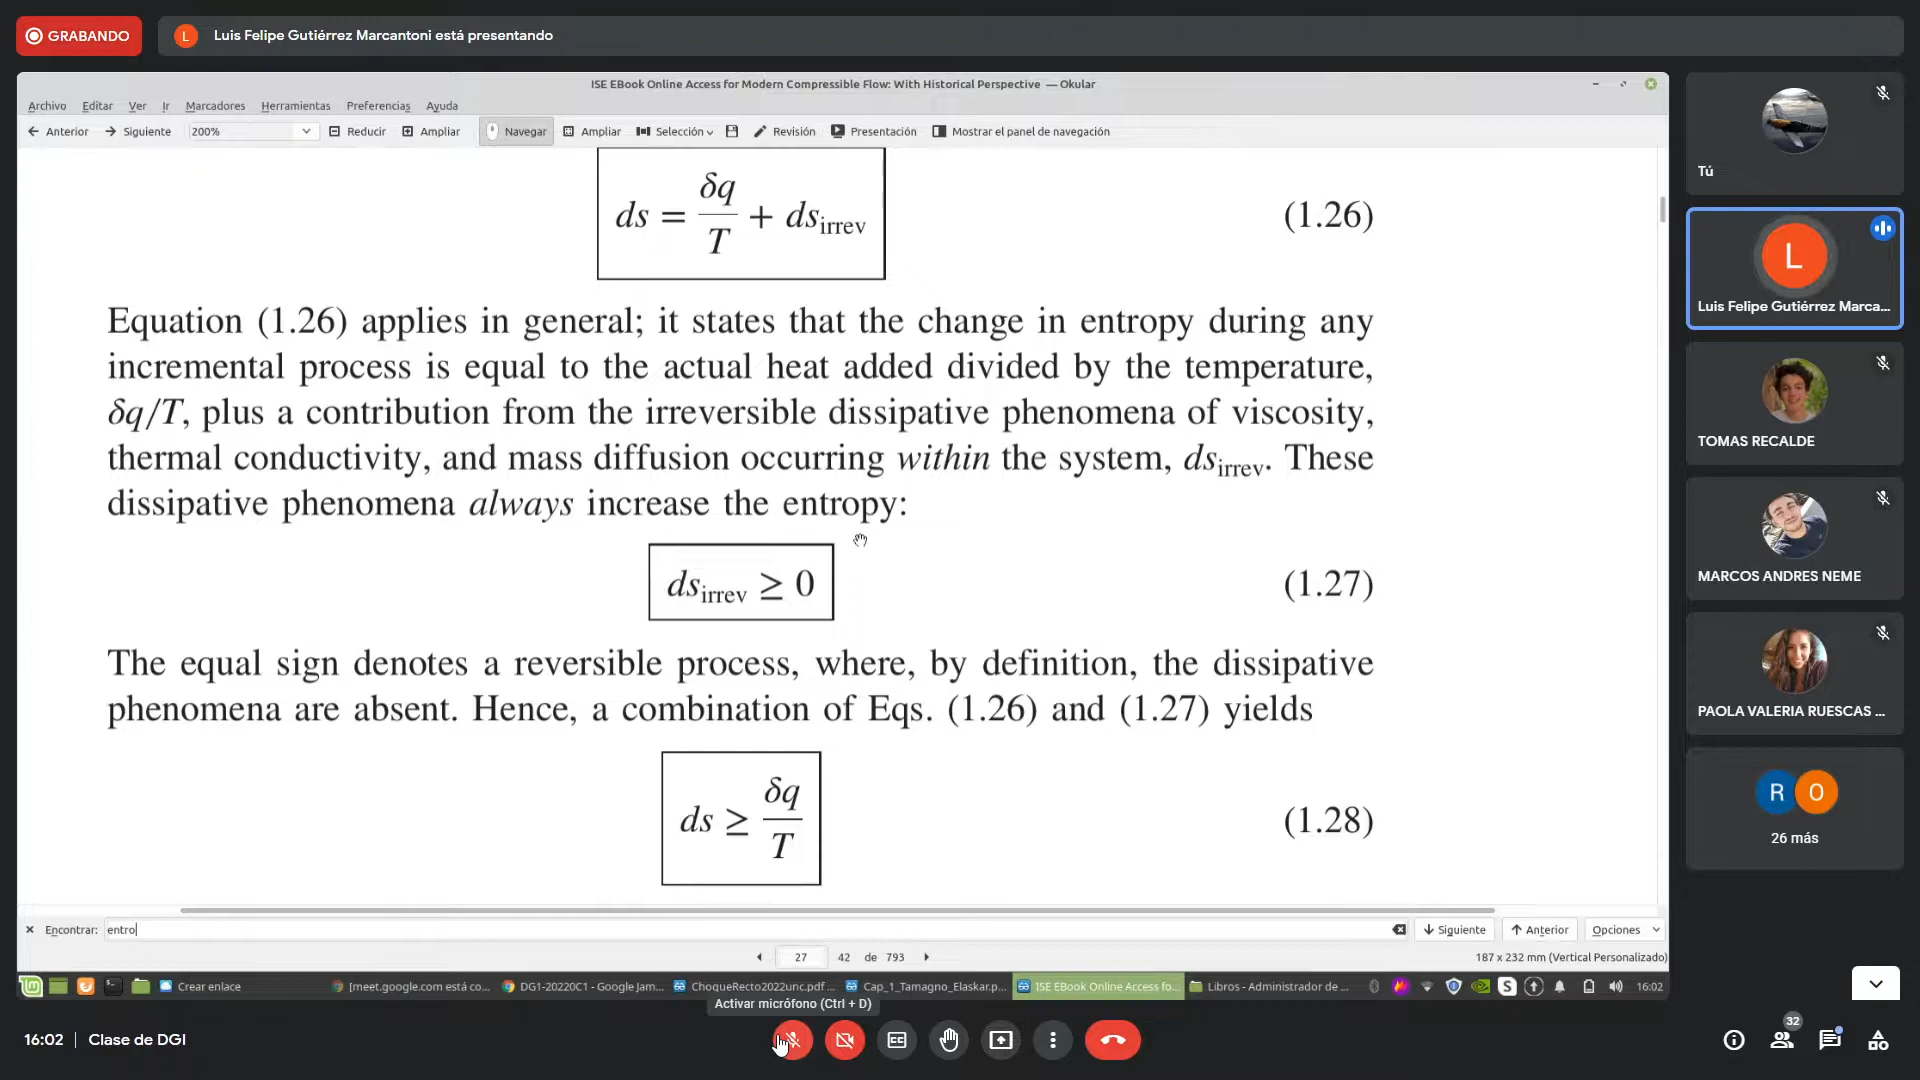 GRABANDO
L
Luis Felipe Gutiérrez Marcantoni está presentando
ISE EBook Online Access for Modern Compressible Flow: With Historical Perspective — Okular
Archivo Editar Ver Ir Marcadores Herramientas Preferencias Ayuda
Anterior Siguiente 200% Reducir Ampliar Navegar Ampliar Selección Revisión Presentación Mostrar el panel de navegación
ds = δq/T + ds_irrev (1.26)
Equation (1.26) applies in general; it states that the change in entropy during any
incremental process is equal to the actual heat added divided by the temperature,
δq/T, plus a contribution from the irreversible dissipative phenomena of viscosity,
thermal conductivity, and mass diffusion occurring within the system, ds_irrev. These
dissipative phenomena always increase the entropy:
ds_irrev ≥ 0 (1.27)
The equal sign denotes a reversible process, where, by definition, the dissipative
phenomena are absent. Hence, a combination of Eqs. (1.26) and (1.27) yields
ds ≥ δq/T (1.28)
Encontrar: entro Siguiente Anterior Opciones
27 42 de 793
187 x 232 mm (Vertical Personalizado)
Crear enlace [meet.google.com está co... DG1-20220C1 - Google Jam... ChoqueRecto2022unc.pdf ... Cap_1_Tamagno_Elaskar.p... ISE EBook Online Access fo... Libros - Administrador de ... S 16:02
Activar micrófono (Ctrl + D)
Tú
L
Luis Felipe Gutiérrez Marca...
TOMAS RECALDE
MARCOS ANDRES NEME
PAOLA VALERIA RUESCAS ...
R O
26 más
16:02 | Clase de DGI
CC
32